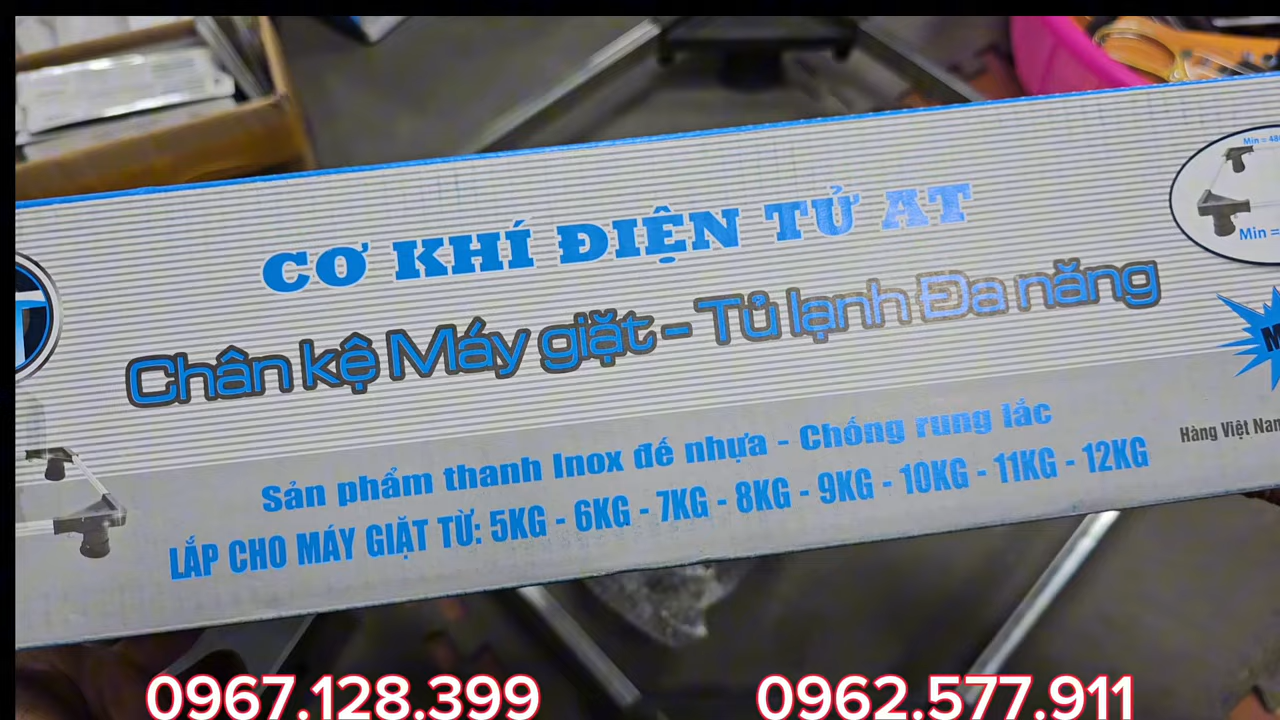 CƠ KHÍ ĐIỆN TỬ AT
Chân kệ Máy giặt - Tủ lạnh Đa năng
Sản phẩm thanh Inox đế nhựa - Chống rung lắc
LẮP CHO MÁY GIẶT TỪ: 5KG - 6KG - 7KG - 8KG - 9KG - 10KG - 11KG - 12KG
Min =
Min =
Hàng Việt Nam
0967.128.399
0962.577.911